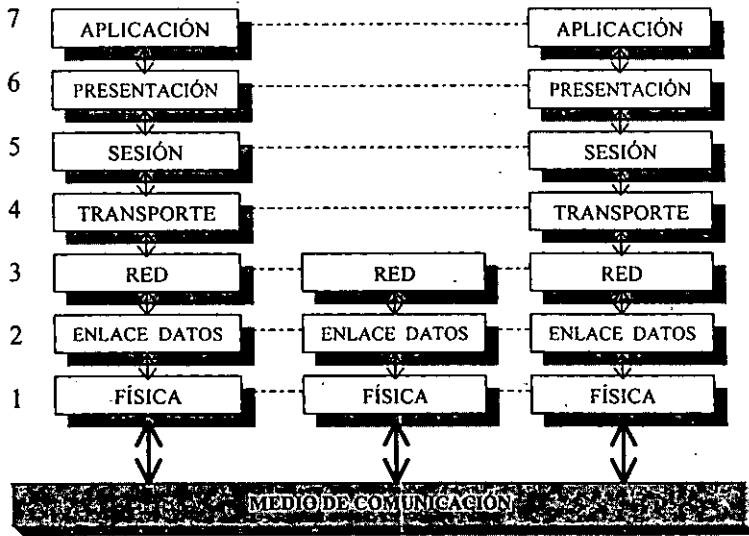 7 APLICACIÓN APLICACIÓN
6 PRESENTACIÓN PRESENTACIÓN
5 SESIÓN SESIÓN
4 TRANSPORTE TRANSPORTE
3 RED RED RED
2 ENLACE DATOS ENLACE DATOS ENLACE DATOS
1 FÍSICA FÍSICA FÍSICA
MEDIO DE COMUNICACIÓN